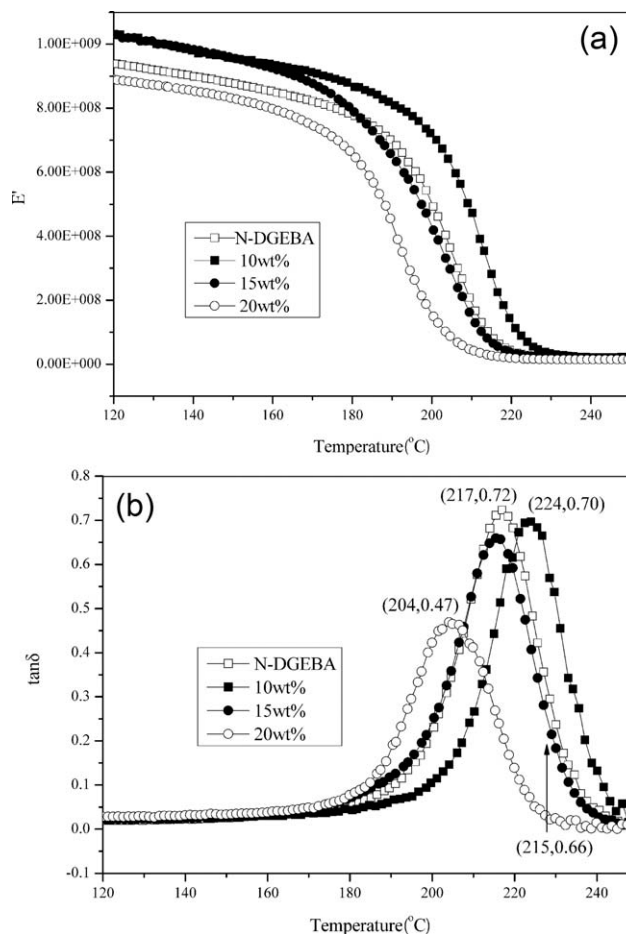 (a)
1.00E+009
8.00E+008
6.00E+008
4.00E+008
2.00E+008
0.00E+000
E'
N-DGEBA
10wt%
15wt%
20wt%
120 140 160 180 200 220 240
Temperature(°C)
(b)
0.8
0.7
0.6
0.5
0.4
0.3
0.2
0.1
0.0
-0.1
tanδ
(217,0.72)
(224,0.70)
(204,0.47)
N-DGEBA
10wt%
15wt%
20wt%
(215,0.66)
120 140 160 180 200 220 240
Temperature(°C)